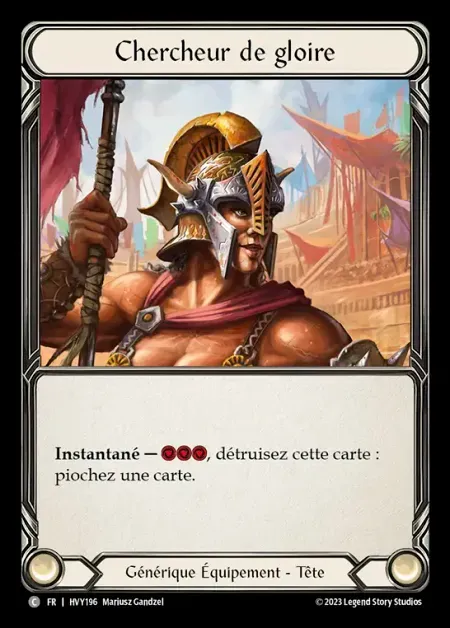 Chercheur de gloire
Instantané — , détruisez cette carte :
piochez une carte.
Générique Équipement - Tête
C FR | HVY196 Mariusz Gandzel
© 2023 Legend Story Studios